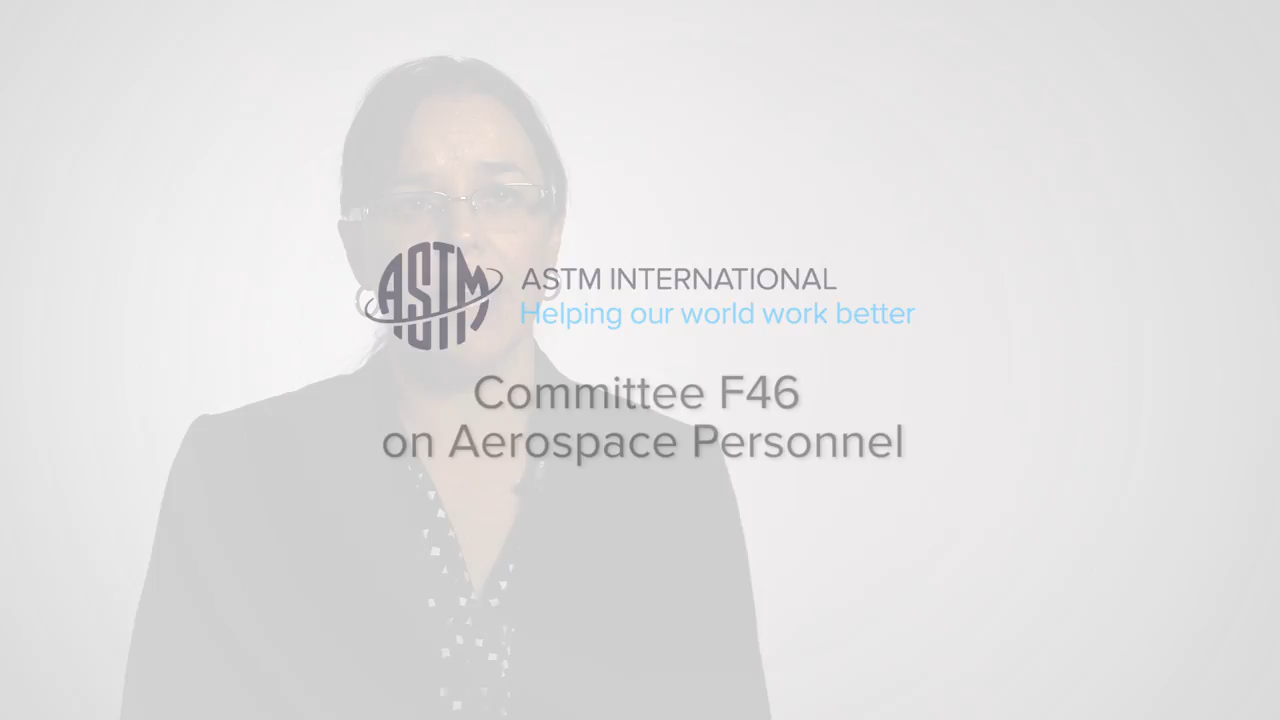 ASTM
ASTM INTERNATIONAL
Helping our world work better
Committee F46
on Aerospace Personnel